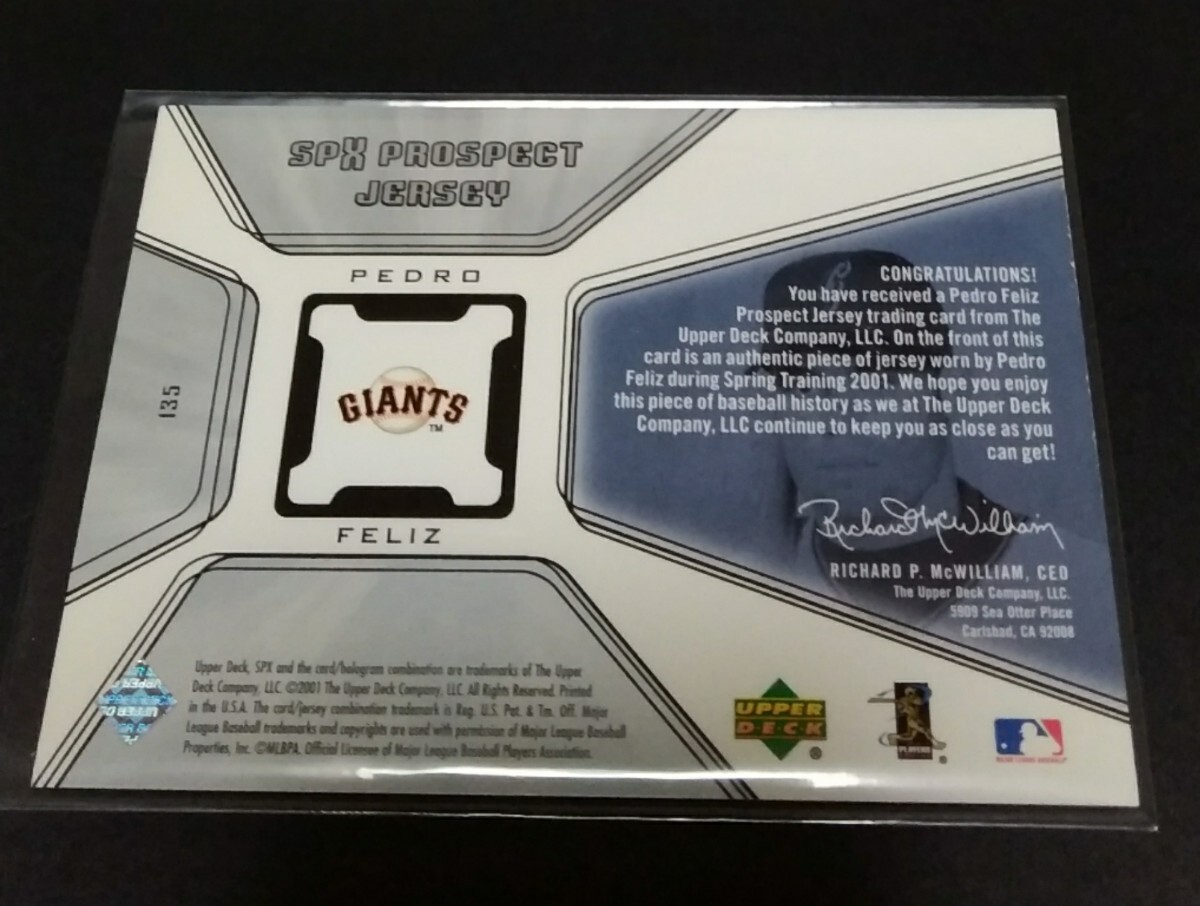 SPX PROSPECT
JERSEY
PEDRO
GIANTS
TM
FELIZ
135
CONGRATULATIONS!
You have received a Pedro Feliz
Prospect Jersey trading card from The
Upper Deck Company, LLC. On the front of this
card is an authentic piece of jersey worn by Pedro
Feliz during Spring Training 2001. We hope you enjoy
this piece of baseball history as we at The Upper Deck
Company, LLC continue to keep you as close as you
can get!
Richard McWilliam
RICHARD P. McWILLIAM, CEO
The Upper Deck Company, LLC.
5909 Sea Otter Place
Carlsbad, CA 92008
Upper Deck, SPX and the card/hologram combination are trademarks of The Upper
Deck Company, LLC. ©2001 The Upper Deck Company, LLC. All Rights Reserved. Printed
in the U.S.A. The card/jersey combination trademark is Reg. U.S. Pat. & Tm. Off. Major
League Baseball trademarks and copyrights are used with permission of Major League Baseball
Properties, Inc. ©MLBPA. Official Licensee of Major League Baseball Players Association.
UPPER
DECK
®
PLAYERS
®
MAJOR LEAGUE BASEBALL